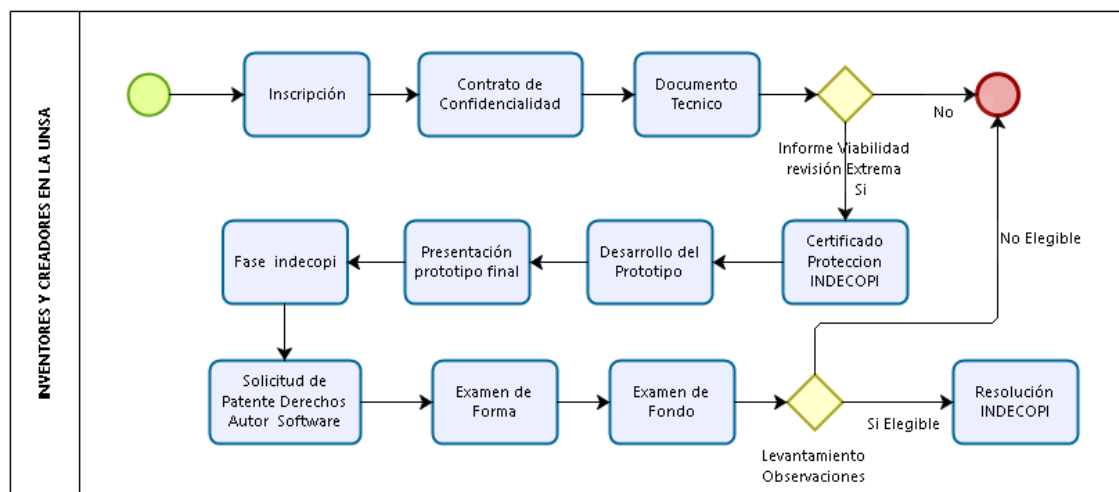 INVENTORES Y CREADORES EN LA UNSA
Inscripción
Contrato de
Confidencialidad
Documento
Tecnico
No
Informe Viabilidad
revisión Extrema
Si
Fase indecopi
Presentación
prototipo final
Desarrollo del
Prototipo
Certificado
Proteccion
INDECOPI
No Elegible
Solicitud de
Patente Derechos
Autor Software
Examen de
Forma
Examen de
Fondo
Si Elegible
Resolución
INDECOPI
Levantamiento
Observaciones